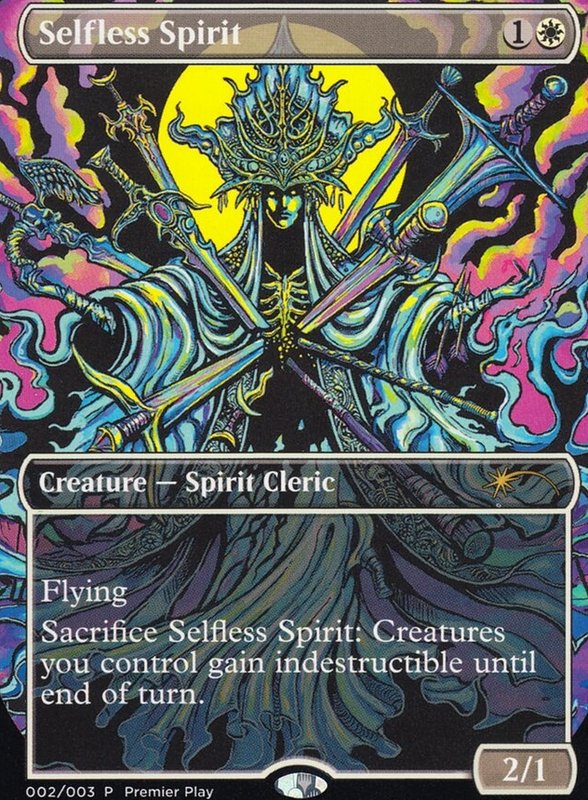 Selfless Spirit 1
Creature — Spirit Cleric
Flying
Sacrifice Selfless Spirit: Creatures
you control gain indestructible until
end of turn.
2/1
002/003 P Premier Play